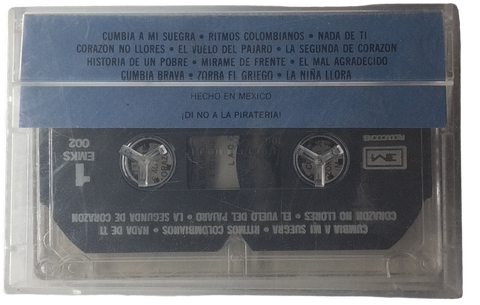 CUMBIA A MI SUEGRA • RITMOS COLOMBIANOS • NADA DE TI
CORAZON NO LLORES • EL VUELO DEL PAJARO • LA SEGUNDA DE CORAZON
HISTORIA DE UN POBRE • MIRAME DE FRENTE • EL MAL AGRADECIDO
CUMBIA BRAVA • ZORBA EL GRIEGO • LA NIÑA LLORA
HECHO EN MEXICO
¡DI NO A LA PIRATERIA!
1
EMKS
002
CUMBIA A MI SUEGRA • RITMOS COLOMBIANOS • NADA DE TI
CORAZON NO LLORES • EL VUELO DEL PAJARO • LA SEGUNDA DE CORAZON